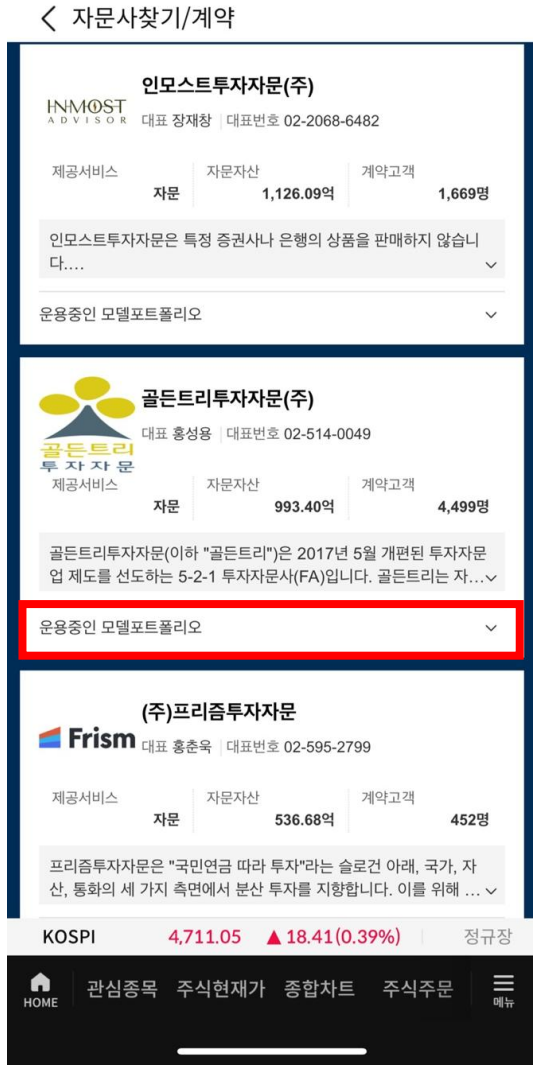 자문사찾기/계약
인모스트투자자문(주)
INMOST
ADVISOR
대표 장재창 대표번호 02-2068-6482
제공서비스 자문자산 계약고객
자문 1,126.09억 1,669명
인모스트투자자문은 특정 증권사나 은행의 상품을 판매하지 않습니
다....
운용중인 모델포트폴리오
골든트리투자자문(주)
대표 홍성용 대표번호 02-514-0049
골든트리
투자자문
제공서비스 자문자산 계약고객
자문 993.40억 4,499명
골든트리투자자문(이하 "골든트리")은 2017년 5월 개편된 투자자문
업 제도를 선도하는 5-2-1 투자자문사(FA)입니다. 골든트리는 자...
운용중인 모델포트폴리오
(주)프리즘투자자문
Frism
대표 홍춘욱 대표번호 02-595-2799
제공서비스 자문자산 계약고객
자문 536.68억 452명
프리즘투자자문은 "국민연금 따라 투자"라는 슬로건 아래, 국가, 자
산, 통화의 세 가지 측면에서 분산 투자를 지향합니다. 이를 위해 ...
KOSPI 4,711.05 ▲18.41(0.39%) 정규장
HOME 관심종목 주식현재가 종합차트 주식주문 메뉴